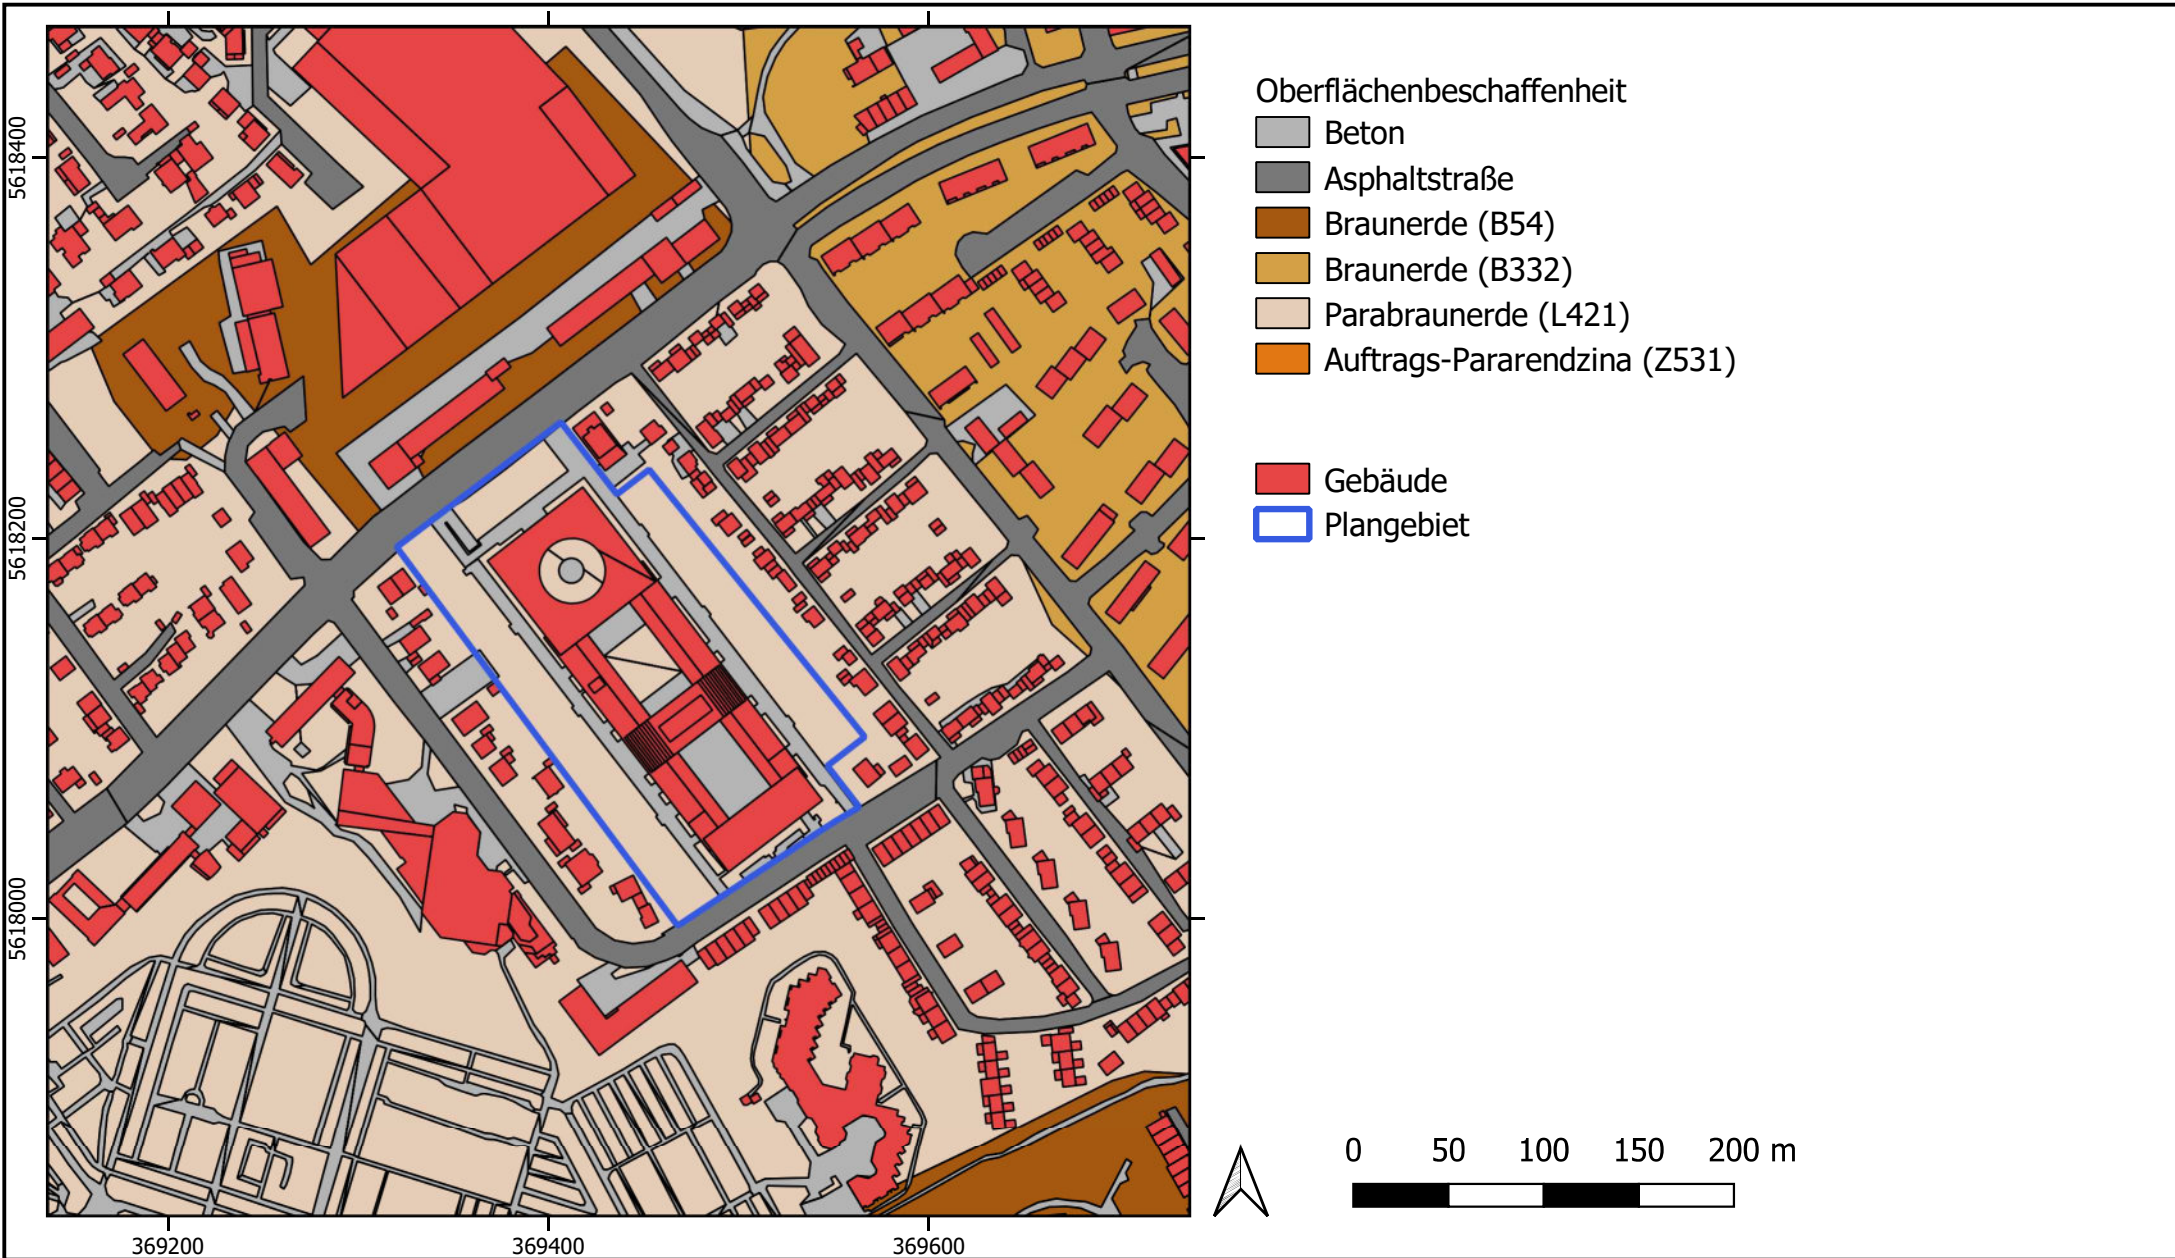 Oberflächenbeschaffenheit
Beton
Asphaltstraße
Braunerde (B54)
Braunerde (B332)
Parabraunerde (L421)
Auftrags-Pararendzina (Z531)
Gebäude
Plangebiet
5618400
5618200
5618000
369200
369400
369600
0 50 100 150 200 m